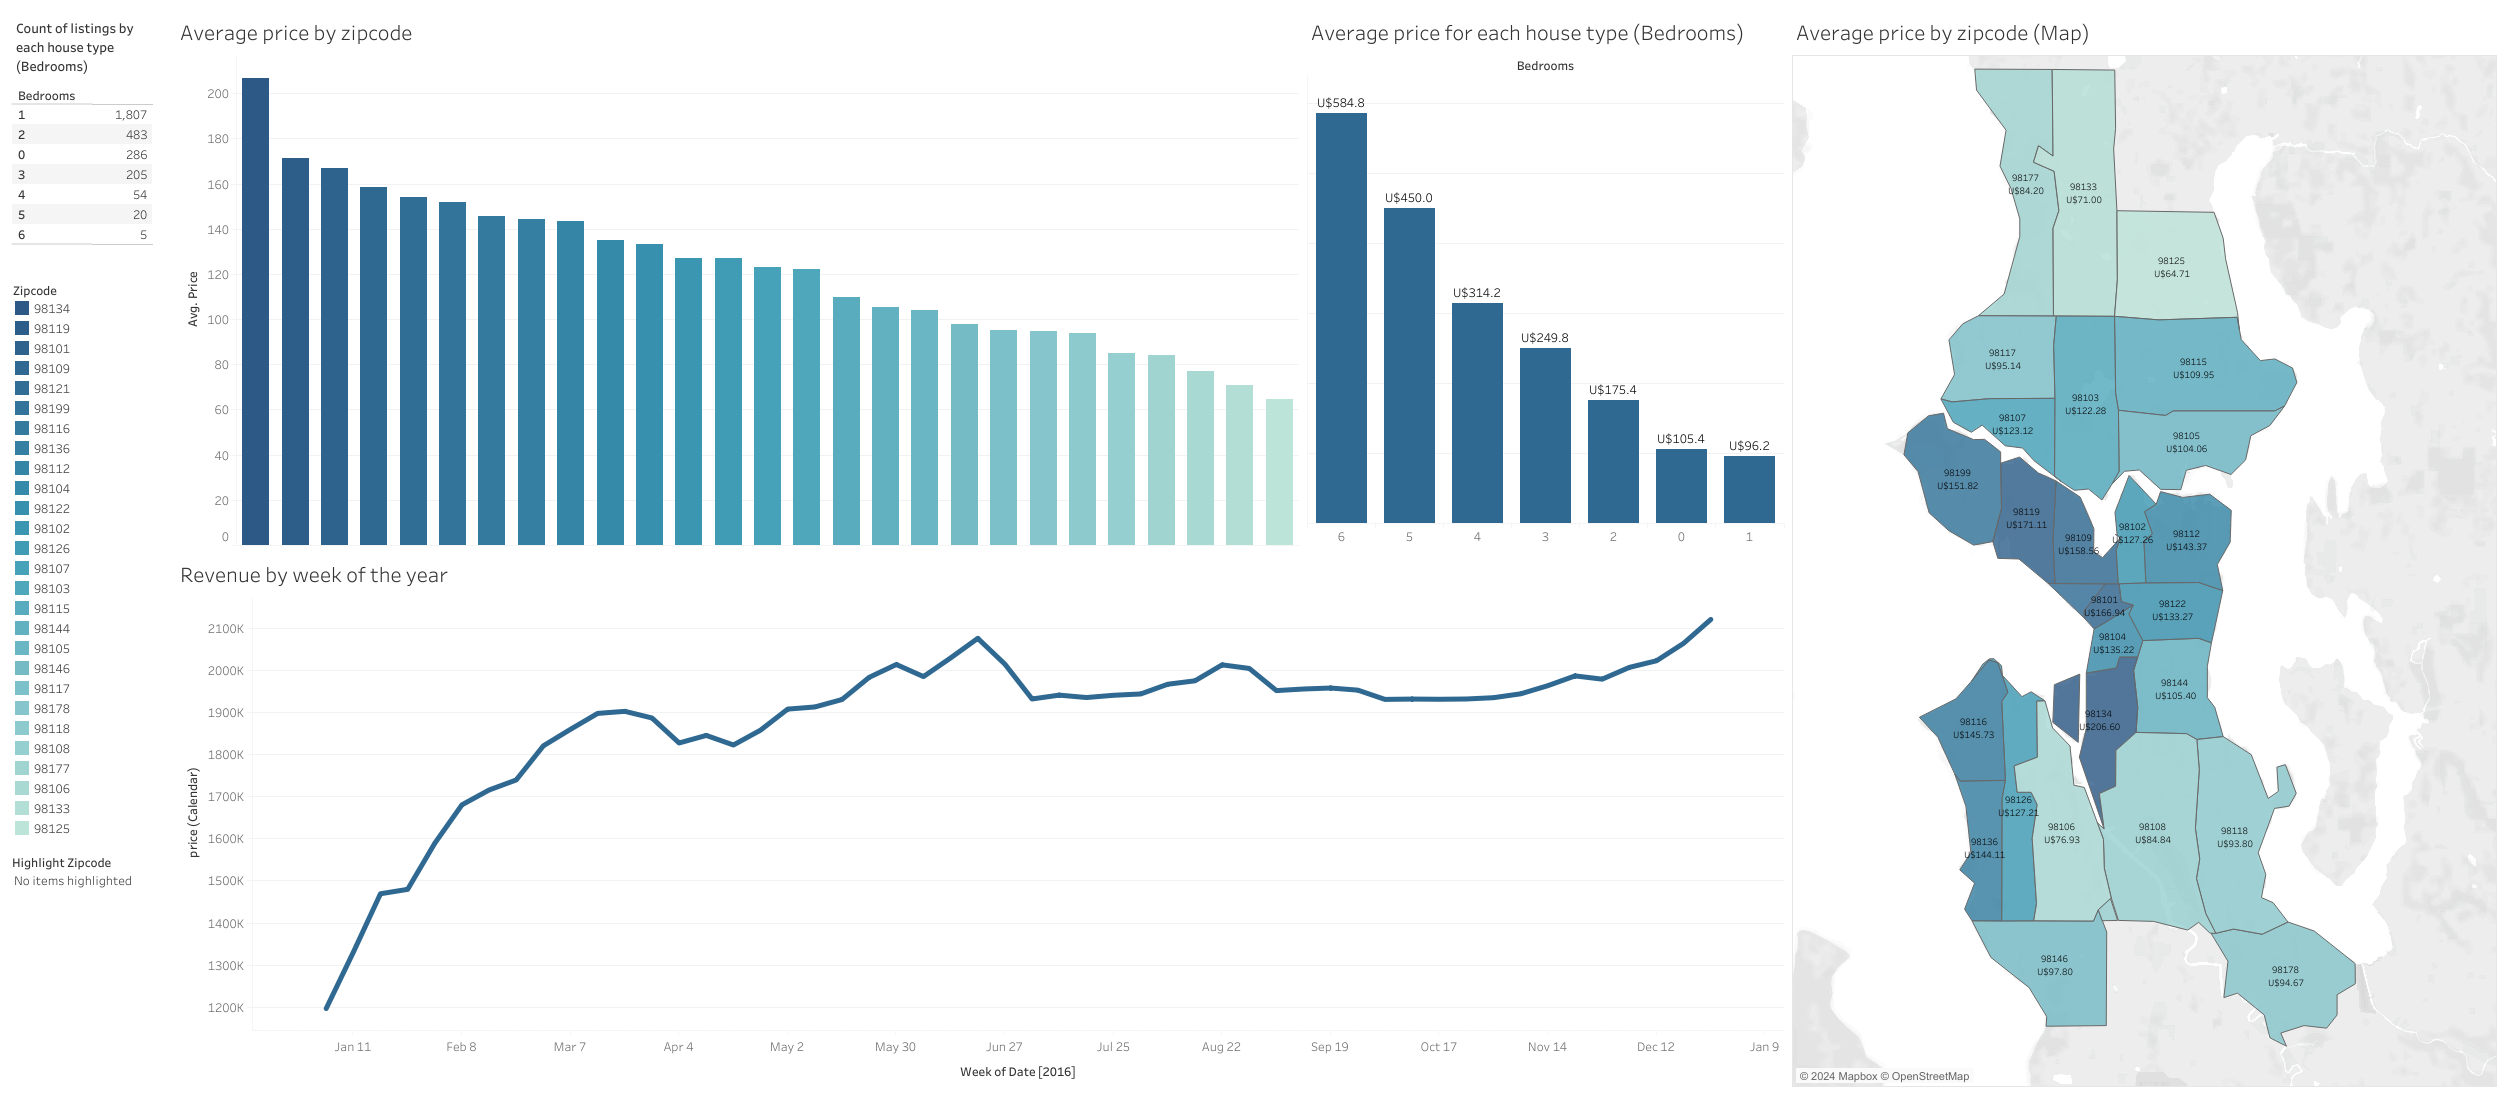 Count of listings by
each house type
(Bedrooms)
Bedrooms
1 1,807
2 483
0 286
3 205
4 54
5 20
6 5
Zipcode
98134
98119
98101
98109
98121
98199
98116
98136
98112
98104
98122
98102
98126
98107
98103
98115
98144
98105
98146
98117
98178
98118
98108
98177
98106
98133
98125
Highlight Zipcode
No items highlighted
Average price by zipcode
Avg. Price
200
180
160
140
120
100
80
60
40
20
0
Average price for each house type (Bedrooms)
Bedrooms
U$584.8
U$450.0
U$314.2
U$249.8
U$175.4
U$105.4
U$96.2
6 5 4 3 2 0 1
Revenue by week of the year
price (Calendar)
2100K
2000K
1900K
1800K
1700K
1600K
1500K
1400K
1300K
1200K
Jan 11 Feb 8 Mar 7 Apr 4 May 2 May 30 Jun 27 Jul 25 Aug 22 Sep 19 Oct 17 Nov 14 Dec 12 Jan 9
Week of Date [2016]
Average price by zipcode (Map)
98177
U$84.20
98133
U$71.00
98125
U$64.71
98117
U$95.14
98115
U$109.95
98103
U$122.28
98107
U$123.12
98105
U$104.06
98199
U$151.82
98119
U$171.11
98109
U$158.56
98102
U$127.26
98112
U$143.37
98101
U$166.94
98122
U$133.27
98104
U$135.22
98144
U$105.40
98134
U$206.60
98116
U$145.73
98126
U$127.21
98136
U$144.11
98106
U$76.93
98108
U$84.84
98118
U$93.80
98146
U$97.80
98178
U$94.67
© 2024 Mapbox © OpenStreetMap